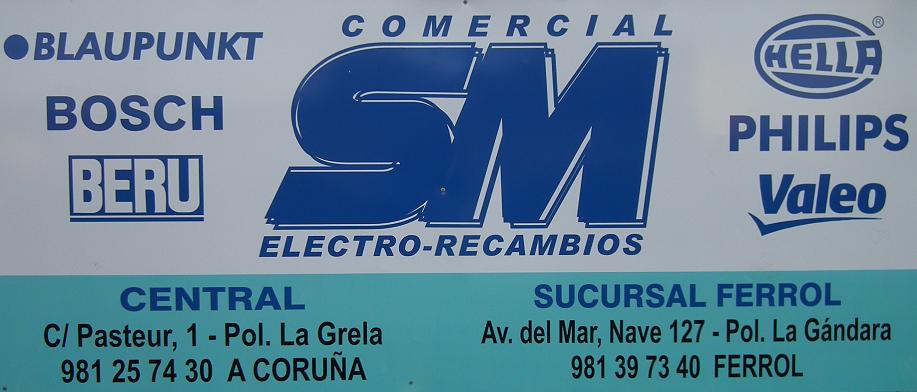 COMERCIAL
SM
ELECTRO-RECAMBIOS
BLAUPUNKT
BOSCH
BERU
HELLA ®
PHILIPS
Valeo
CENTRAL
C/ Pasteur, 1 - Pol. La Grela
981 25 74 30 A CORUÑA
SUCURSAL FERROL
Av. del Mar, Nave 127 - Pol. La Gándara
981 39 73 40 FERROL